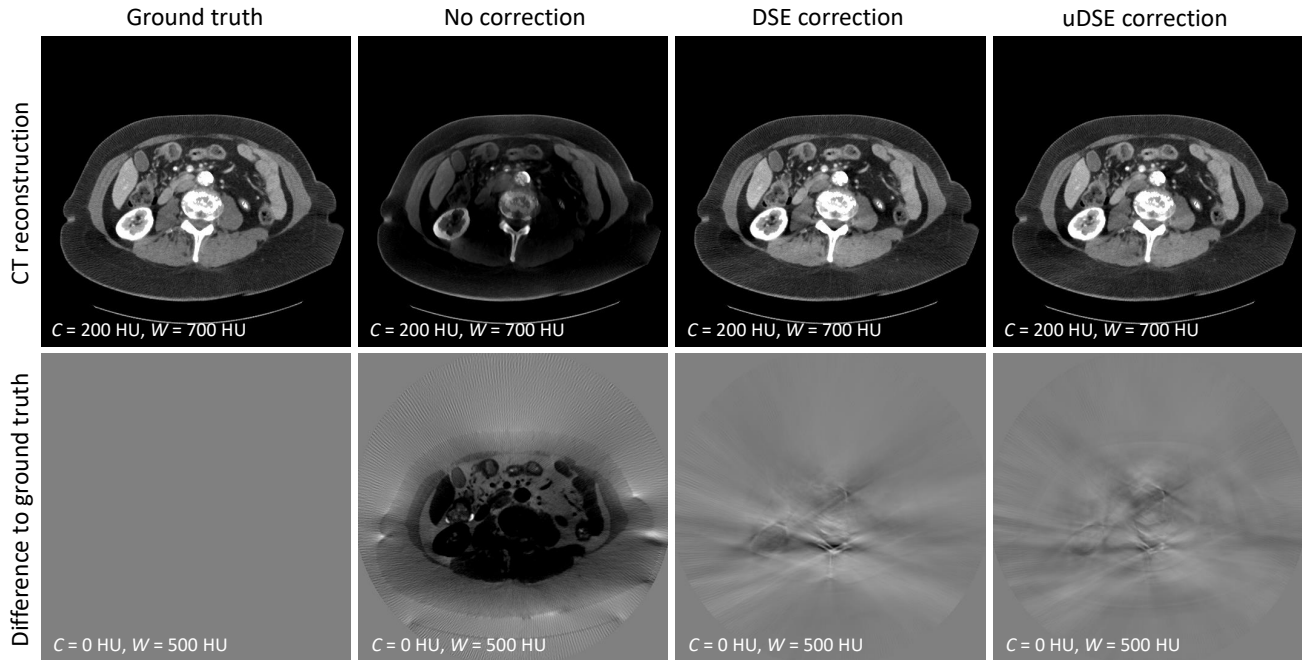 Ground truth
No correction
DSE correction
uDSE correction
CT reconstruction
C = 200 HU, W = 700 HU
C = 200 HU, W = 700 HU
C = 200 HU, W = 700 HU
C = 200 HU, W = 700 HU
Difference to ground truth
C = 0 HU, W = 500 HU
C = 0 HU, W = 500 HU
C = 0 HU, W = 500 HU
C = 0 HU, W = 500 HU